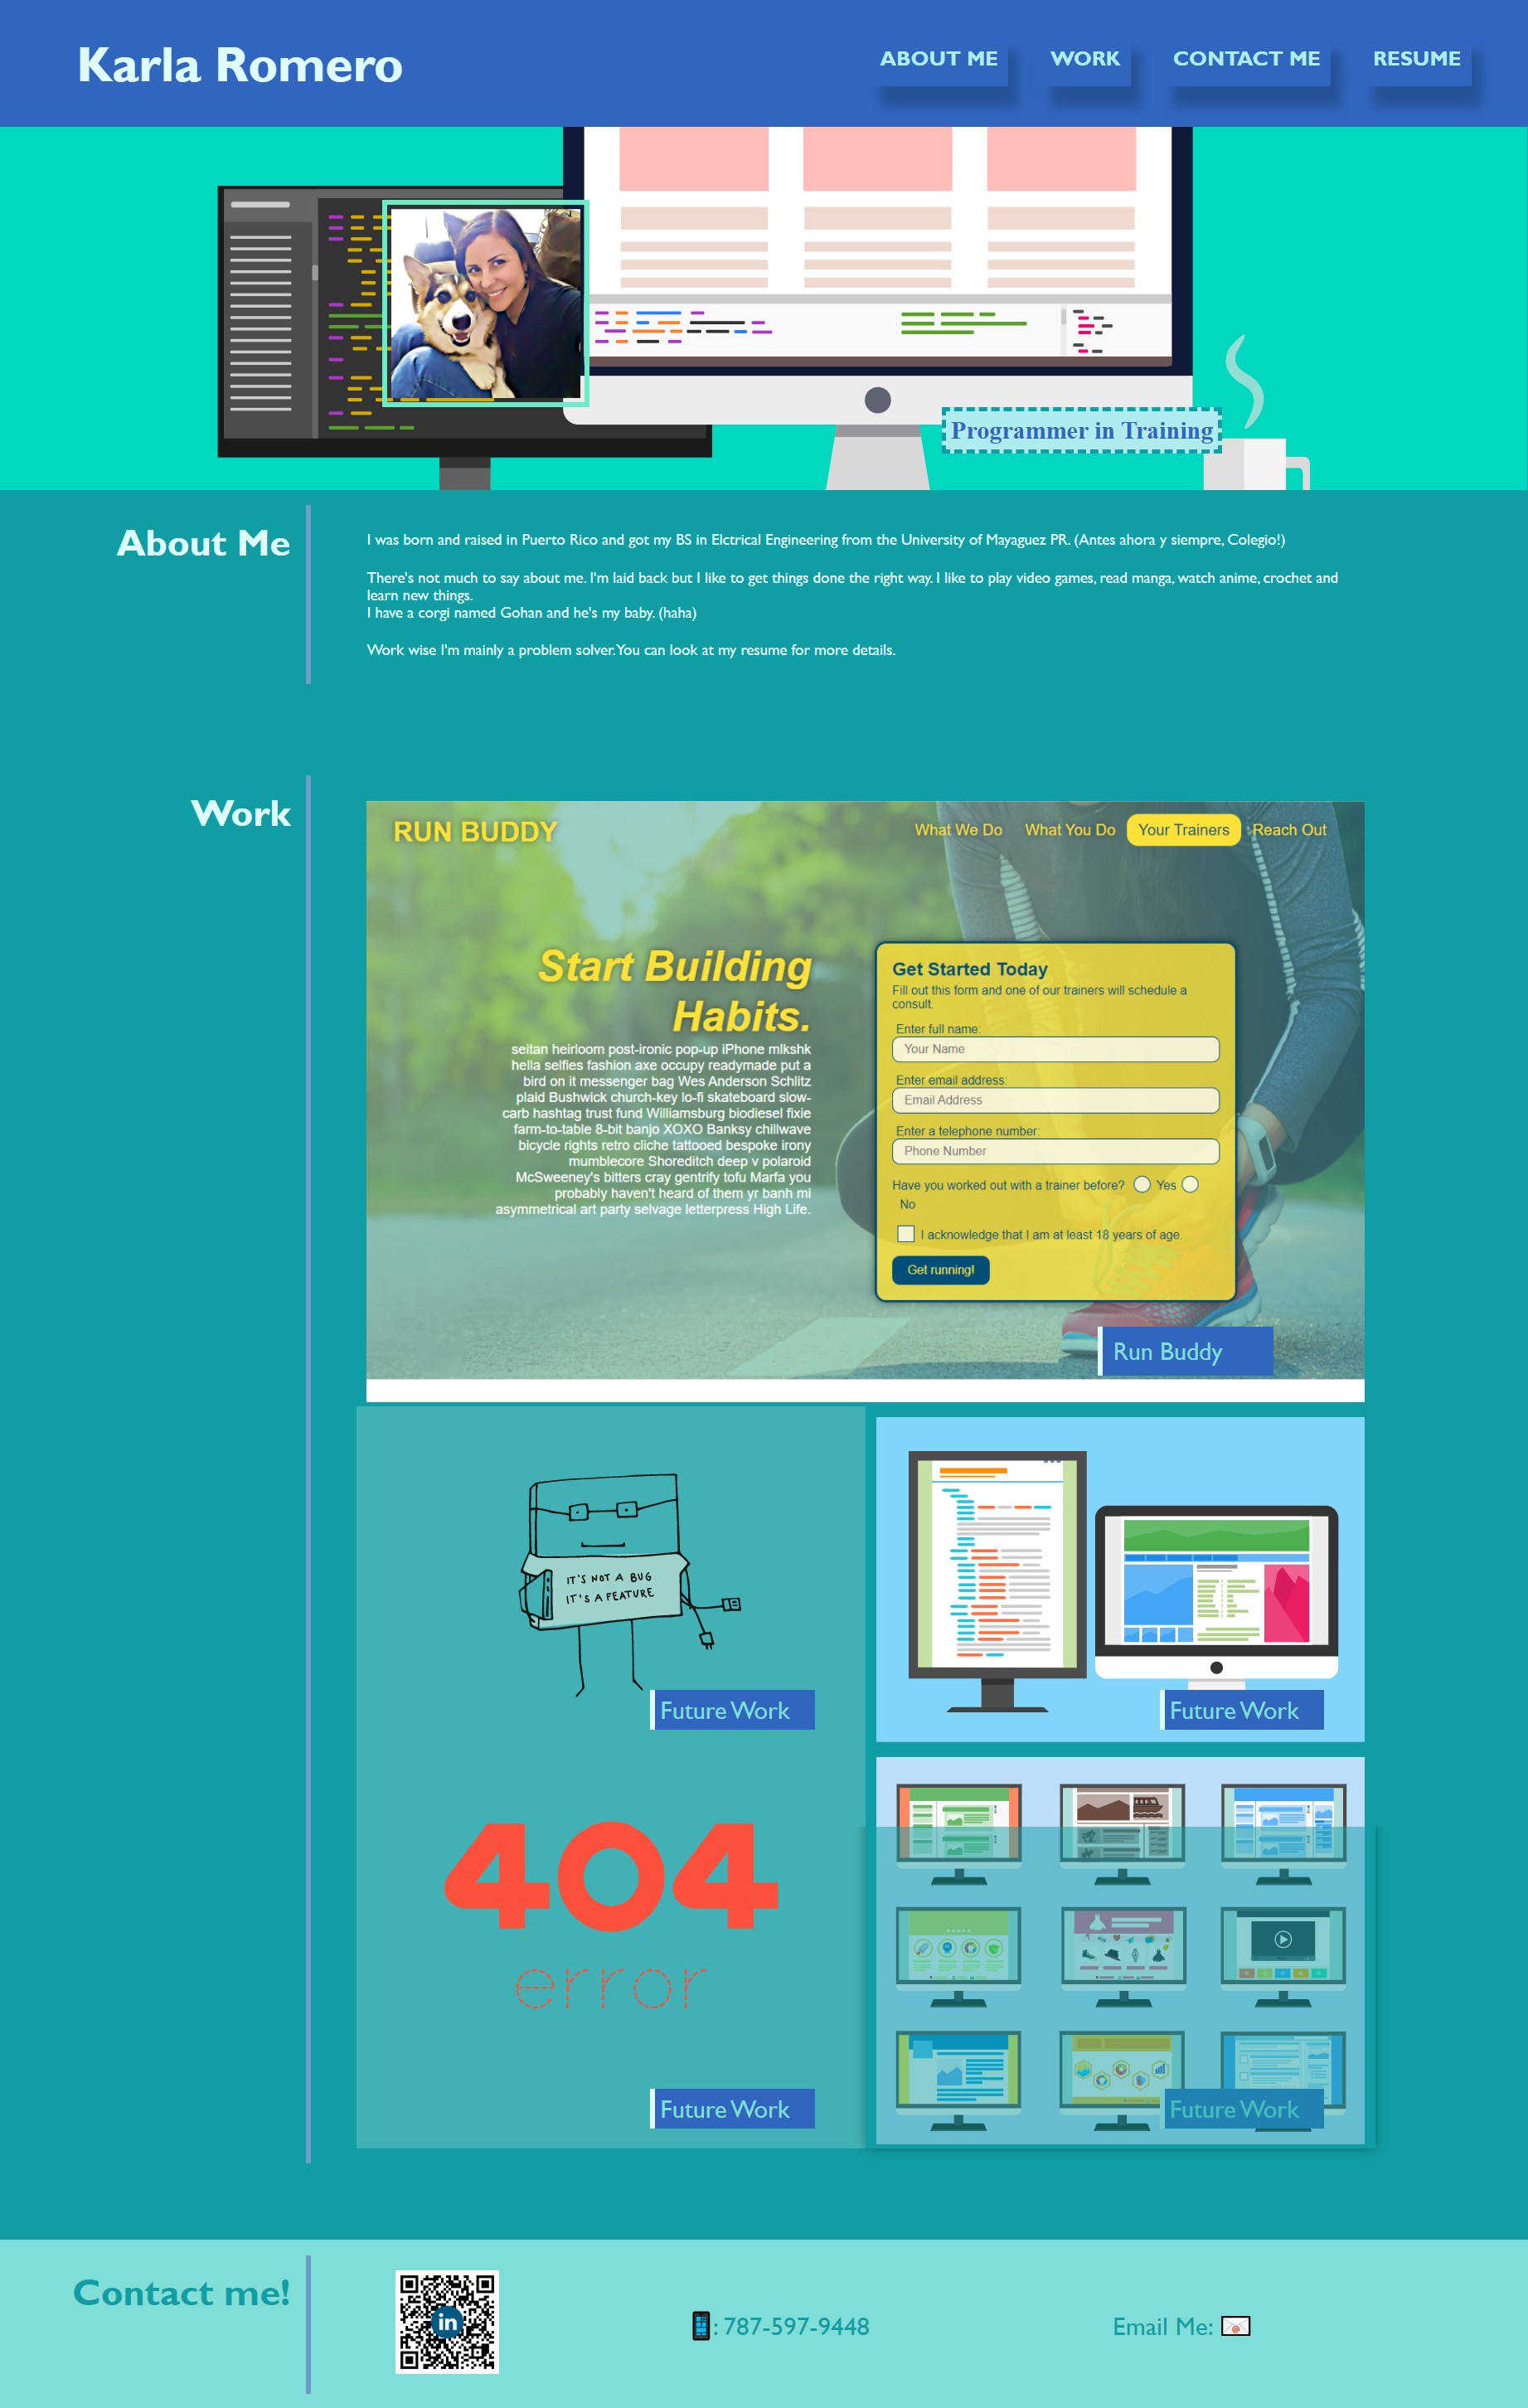 Karla Romero
ABOUT ME
WORK
CONTACT ME
RESUME
Programmer in Training
About Me
I was born and raised in Puerto Rico and got my BS in Elctrical Engineering from the University of Mayaguez PR. (Antes ahora y siempre, Colegio!)
There's not much to say about me. I'm laid back but I like to get things done the right way. I like to play video games, read manga, watch anime, crochet and
learn new things.
I have a corgi named Gohan and he's my baby. (haha)
Work wise I'm mainly a problem solver. You can look at my resume for more details.
Work
RUN BUDDY
What We Do
What You Do
Your Trainers
Reach Out
Start Building
Habits.
seitan heirloom post-ironic pop-up iPhone mlkshk
hella selfies fashion axe occupy readymade put a
bird on it messenger bag Wes Anderson Schlitz
plaid Bushwick church-key lo-fi skateboard slow-
carb hashtag trust fund Williamsburg biodiesel fixie
farm-to-table 8-bit banjo XOXO Banksy chillwave
bicycle rights retro cliche tattooed bespoke irony
mumblecore Shoreditch deep v polaroid
McSweeney's bitters cray gentrify tofu Marfa you
probably haven't heard of them yr banh mi
asymmetrical art party selvage letterpress High Life.
Get Started Today
Fill out this form and one of our trainers will schedule a
consult.
Enter full name:
Your Name
Enter email address:
Email Address
Enter a telephone number:
Phone Number
Have you worked out with a trainer before? Yes
No
I acknowledge that I am at least 18 years of age.
Get running!
Run Buddy
IT'S NOT A BUG
IT'S A FEATURE
Future Work
Future Work
404
error
Future Work
Future Work
Contact me!
in
: 787-597-9448
Email Me: